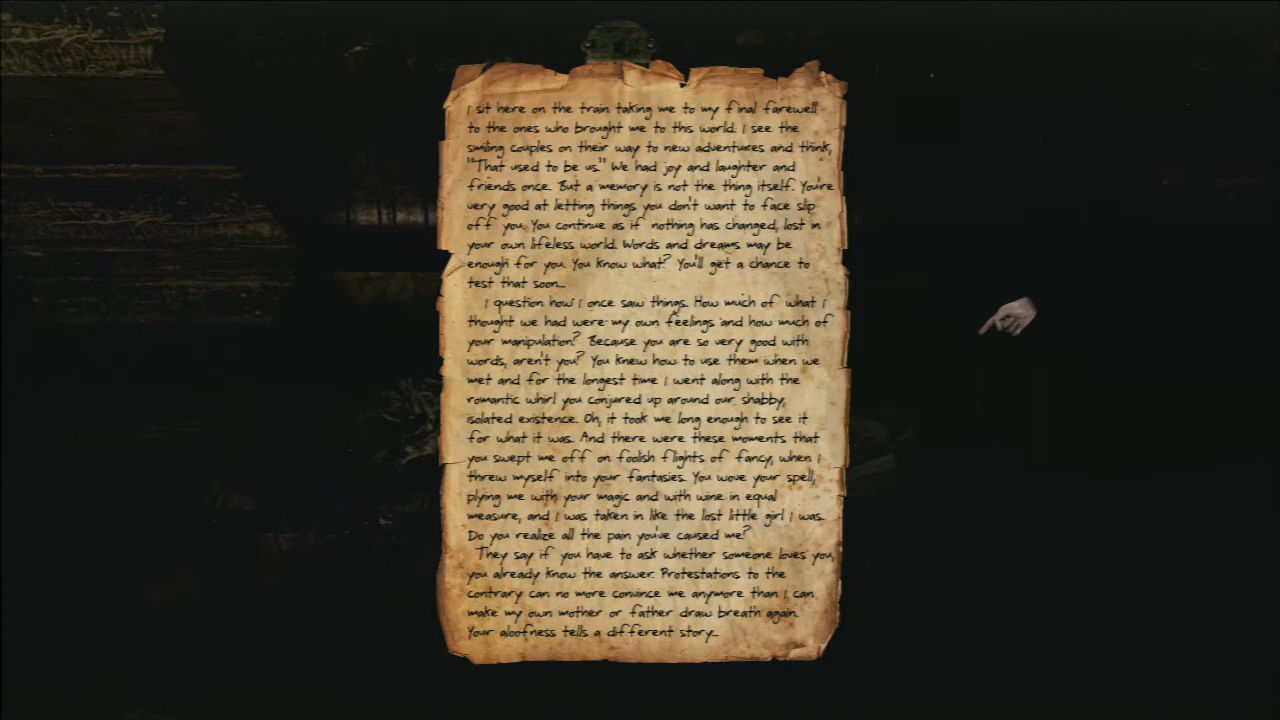 I sit here on the train taking me to my final farewell
to the ones who brought me to this world. I see the
smiling couples on their way to new adventures and think,
"That used to be us." We had joy and laughter and
friends once. But a memory is not the thing itself. You're
very good at letting things you don't want to face slip
off you. You continue as if nothing has changed, lost in
your own lifeless world. Words and dreams may be
enough for you. You know what? You'll get a chance to
test that soon...
I question how I once saw things. How much of what I
thought we had were my own feelings and how much of
your manipulation? Because you are so very good with
words, aren't you? You knew how to use them when we
met and for the longest time I went along with the
romantic whirl you conjured up around our shabby,
isolated existence. Oh, it took me long enough to see it
for what it was. And there were these moments that
you swept me off on foolish flights of fancy, when I
threw myself into your fantasies. You wove your spell,
plying me with your magic and with wine in equal
measure, and I was taken in like the lost little girl I was.
Do you realize all the pain you've caused me?
They say if you have to ask whether someone loves you,
you already know the answer. Protestations to the
contrary can no more convince me anymore than I can
make my own mother or father draw breath again.
Your aloofness tells a different story...